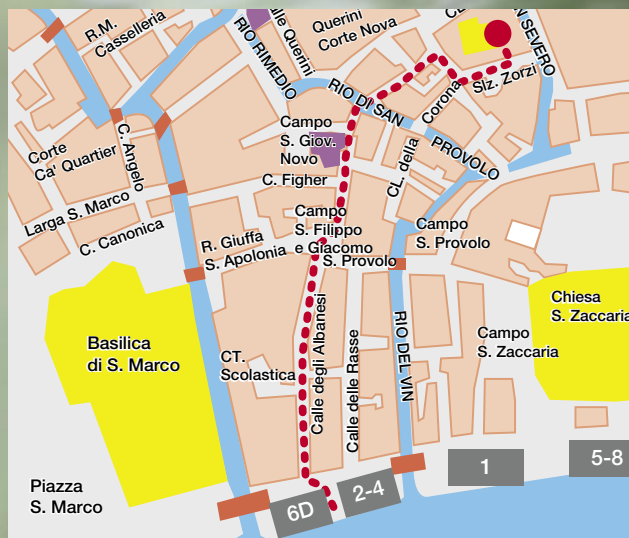 R.M.
Casselleria
Querini
Corte Nova
RIO RIMEDIO
RIO DI SAN
PROVOLO
Corona
CL. della
Slz. Zorzi
SEVERO
Campo
S. Giov.
Novo
C. Figher
Corte
Ca' Quartier
C. Angelo
Larga S. Marco
C. Canonica
R. Giuffa
S. Apolonia
Campo
S. Filippo
e Giacomo
S. Provolo
Campo
S. Provolo
Chiesa
S. Zaccaria
Campo
S. Zaccaria
Basilica
di S. Marco
CT.
Scolastica
Calle degli Albanesi
Calle delle Rasse
RIO DEL VIN
Piazza
S. Marco
6D
2-4
1
5-8